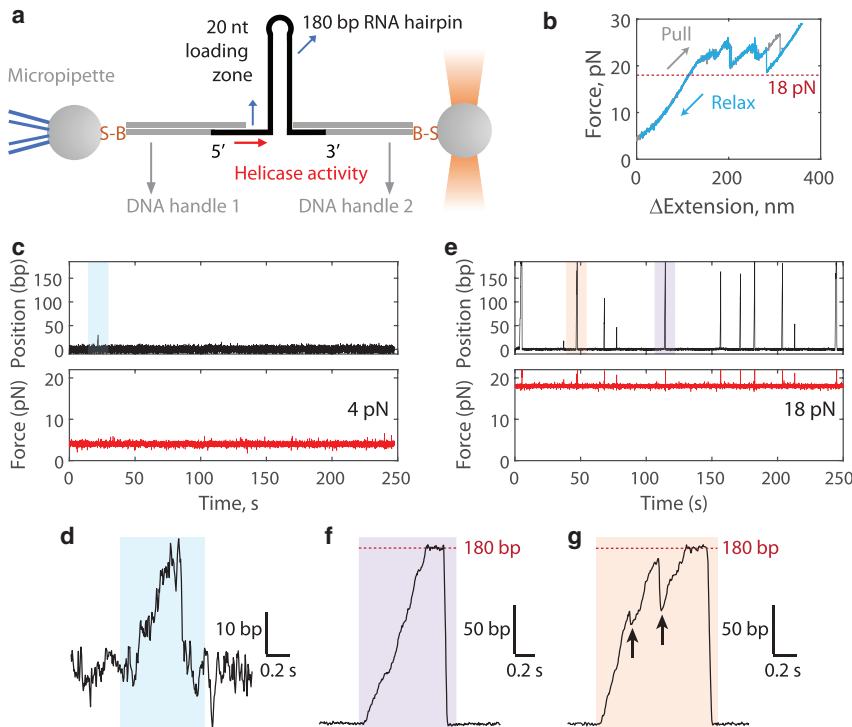 a
180 bp RNA hairpin
20 nt
loading
zone
Micropipette
S-B
B-S
5’
3’
Helicase activity
DNA handle 1
DNA handle 2
b
Force, pN
30
20
10
0
Pull
Relax
18 pN
0
200
400
ΔExtension, nm
c
Position (bp)
150
100
50
0
Force (pN)
20
10
0
4 pN
0
50
100
150
200
250
Time, s
e
Position (bp)
150
100
50
0
Force (pN)
20
10
0
18 pN
0
50
100
150
200
250
Time (s)
d
10 bp
0.2 s
f
180 bp
50 bp
0.2 s
g
180 bp
50 bp
0.2 s